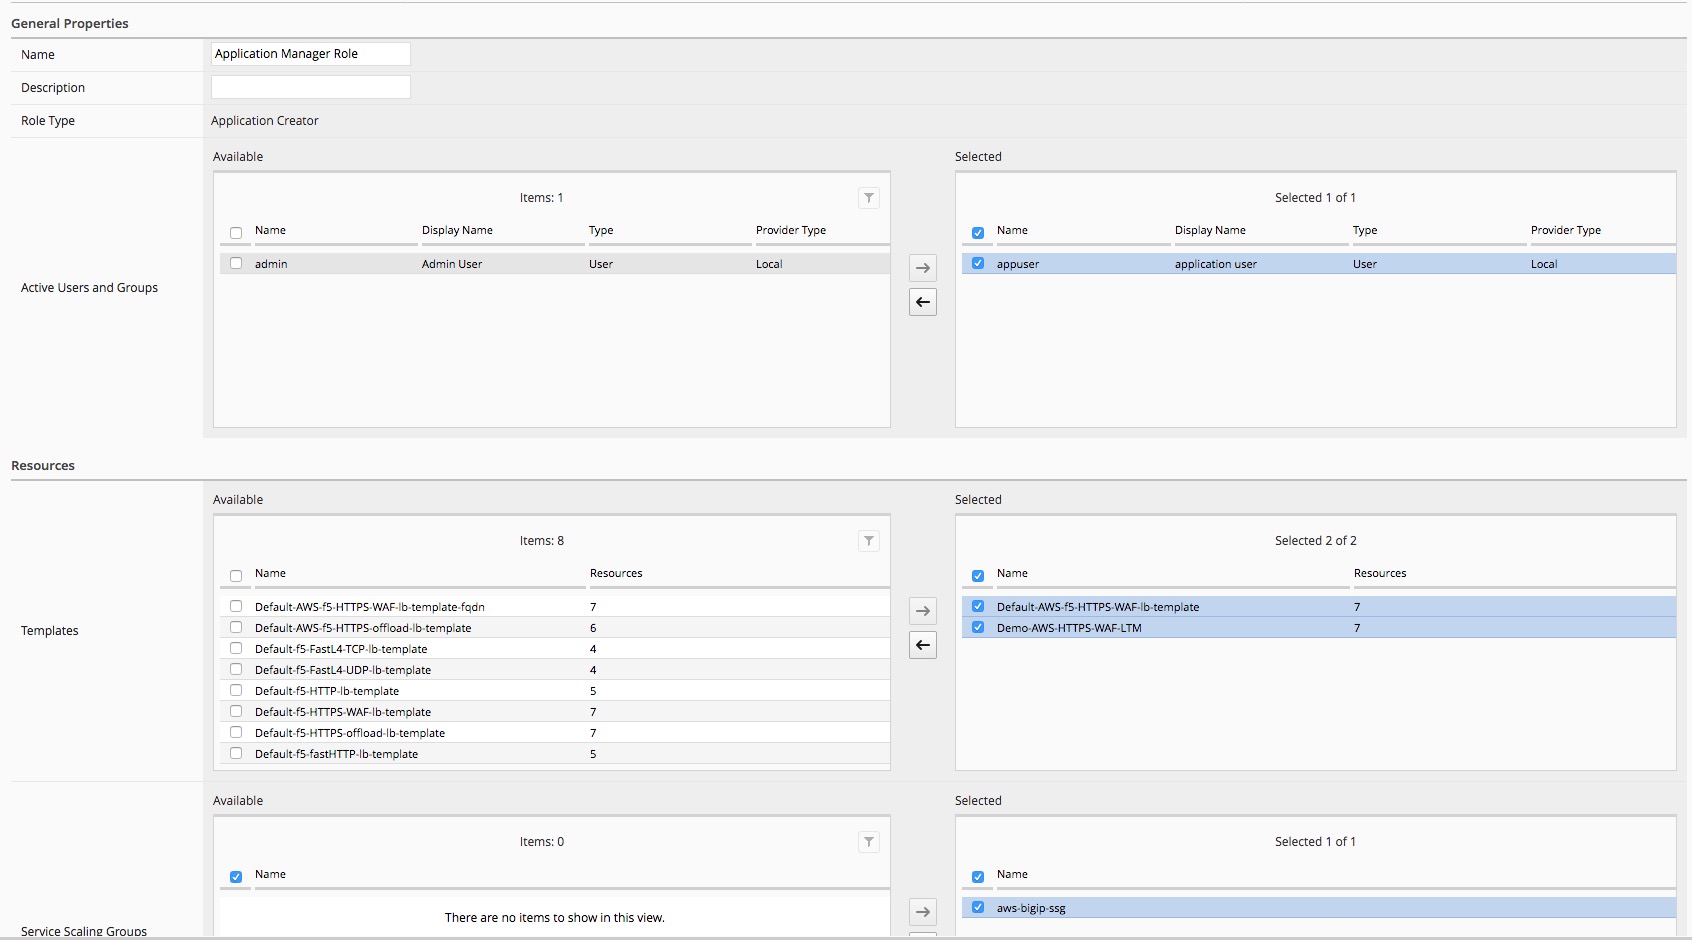 General Properties
Name Application Manager Role
Description
Role Type Application Creator
Available Selected
Items: 1 Selected 1 of 1
Name Display Name Type Provider Type Name Display Name Type Provider Type
admin Admin User User Local appuser application user User Local
Active Users and Groups
Resources
Available Selected
Items: 8 Selected 2 of 2
Name Resources Name Resources
Default-AWS-f5-HTTPS-WAF-lb-template-fqdn 7 Default-AWS-f5-HTTPS-WAF-lb-template 7
Default-AWS-f5-HTTPS-offload-lb-template 6 Demo-AWS-HTTPS-WAF-LTM 7
Templates
Default-f5-FastL4-TCP-lb-template 4
Default-f5-FastL4-UDP-lb-template 4
Default-f5-HTTP-lb-template 5
Default-f5-HTTPS-WAF-lb-template 7
Default-f5-HTTPS-offload-lb-template 7
Default-f5-fastHTTP-lb-template 5
Available Selected
Items: 0 Selected 1 of 1
Name Name
There are no items to show in this view. aws-bigip-ssg
Service Scaling Groups